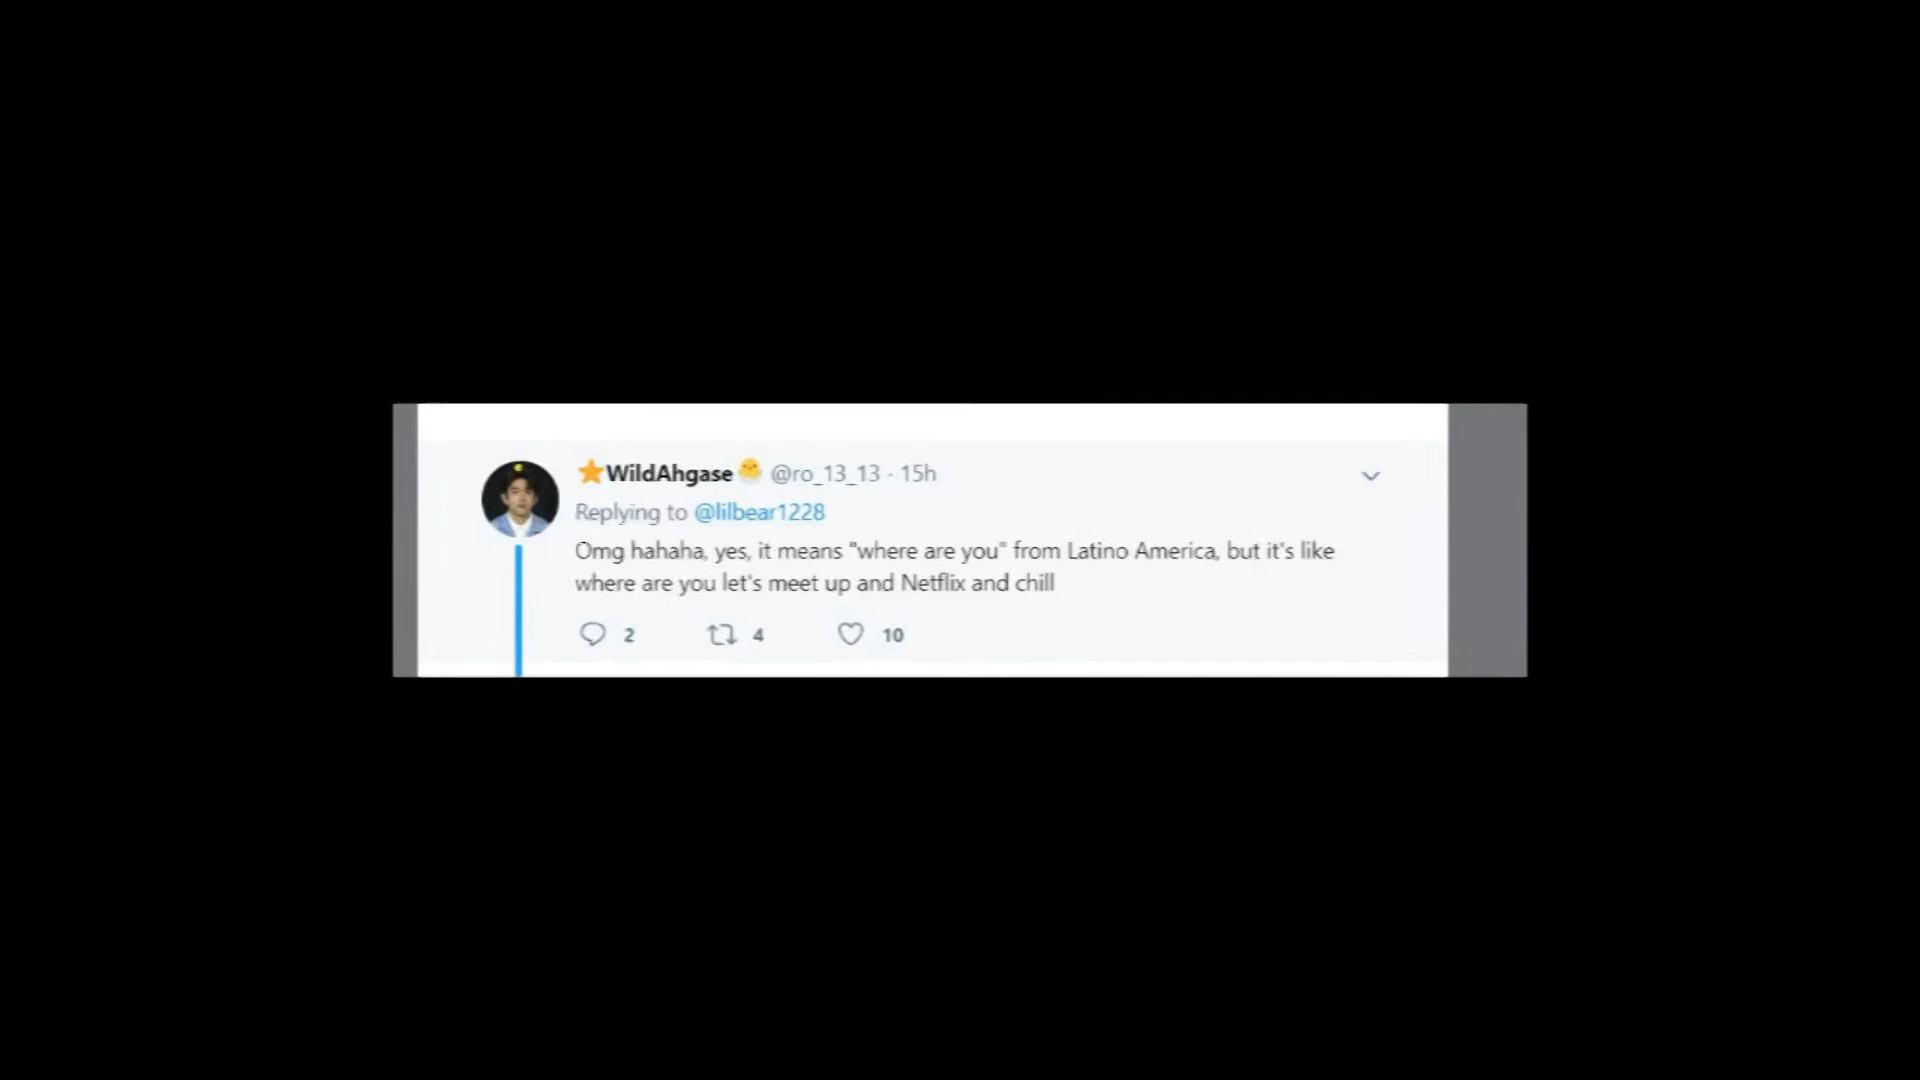 ⭐WildAhgase🐣 @ro_13_13 · 15h
Replying to @lilbear1228
Omg hahaha, yes, it means "where are you" from Latino America, but it's like
where are you let's meet up and Netflix and chill
2 4 10